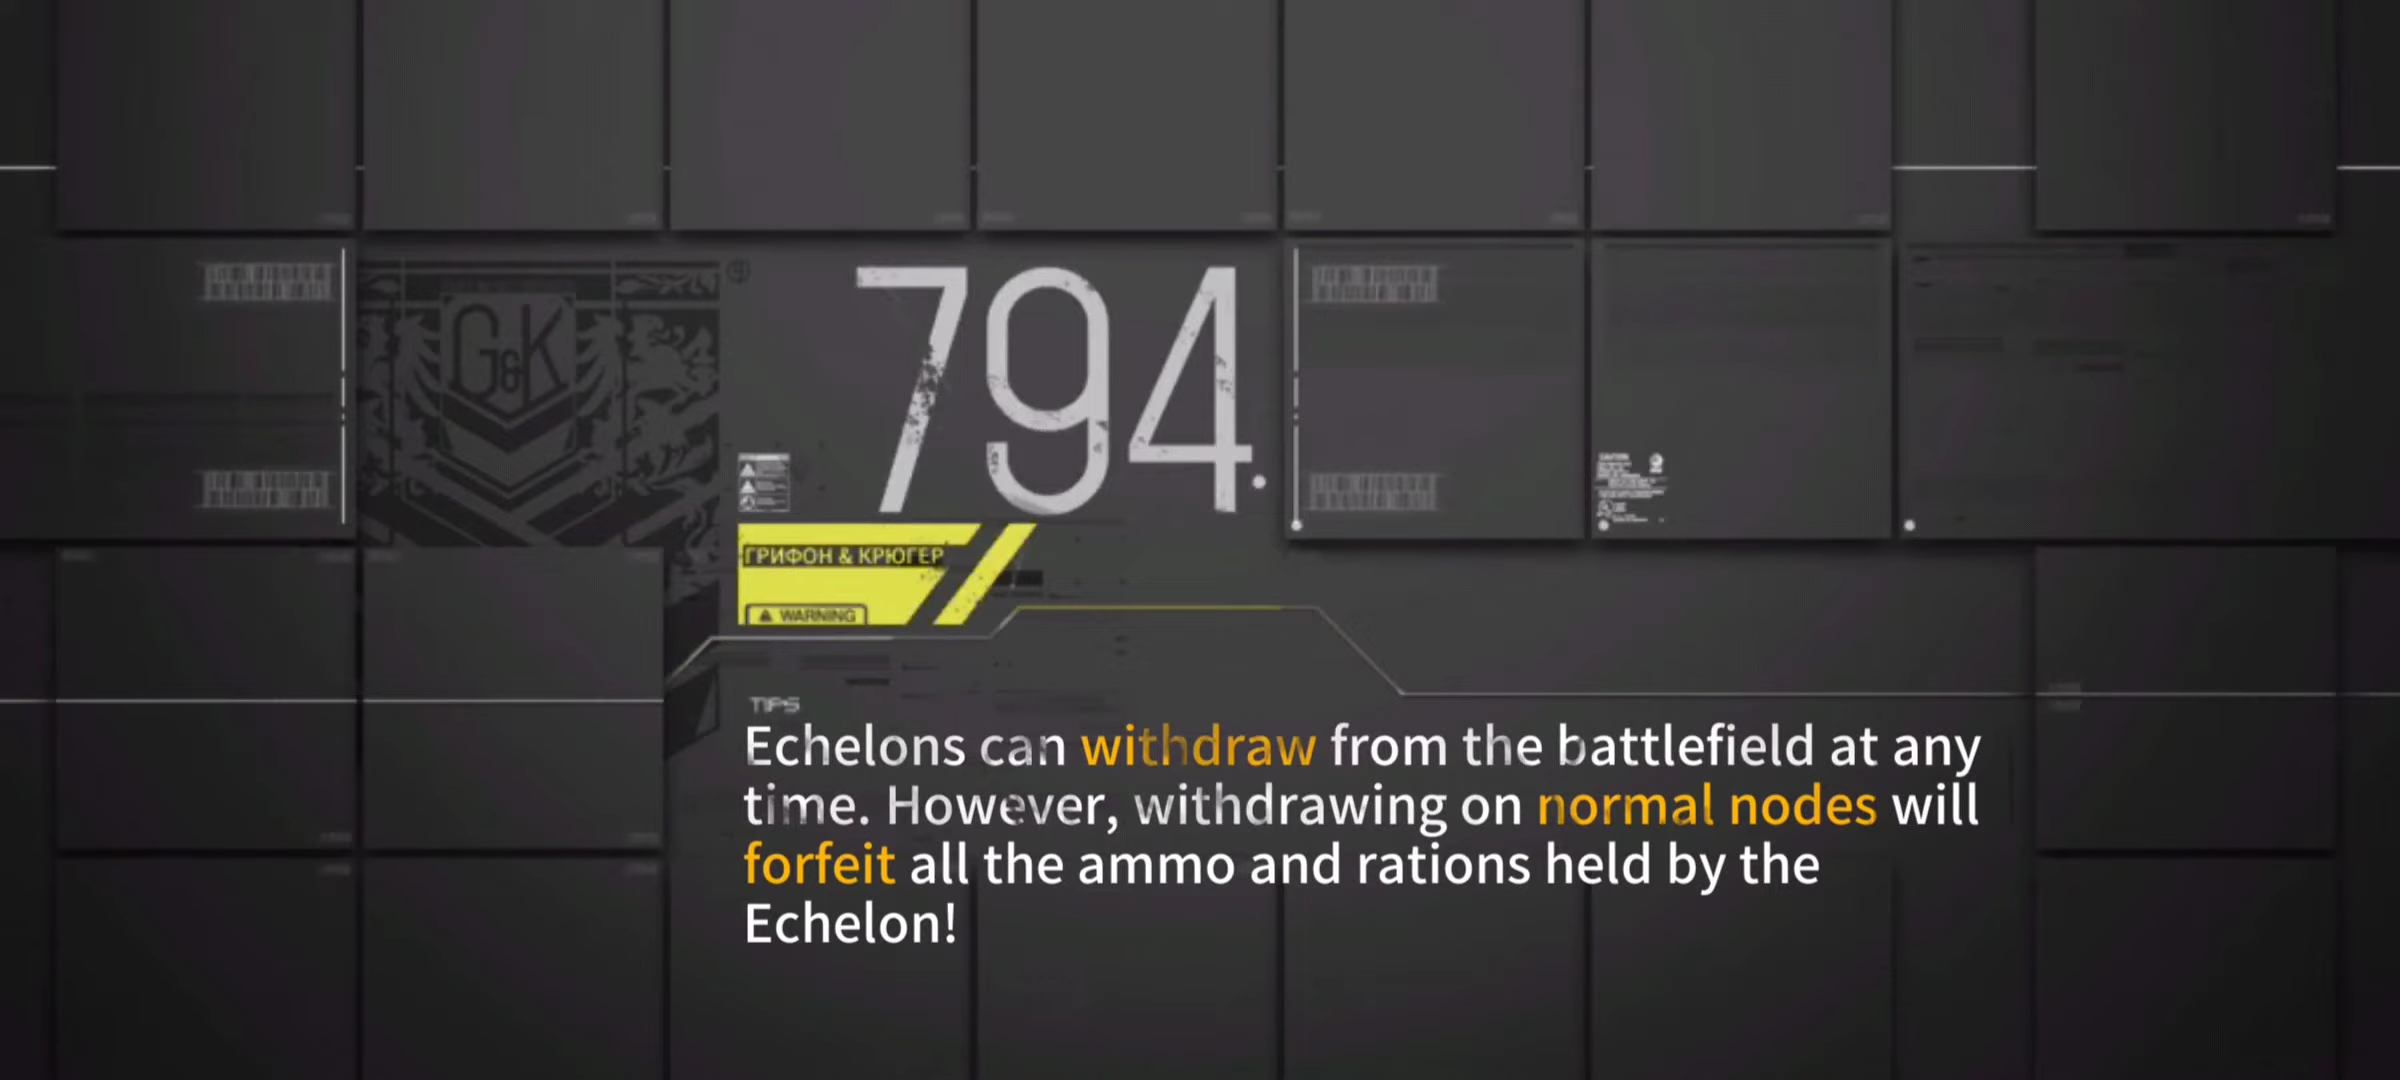 G&K
794.
ГРИФОН & КРЮГЕР
WARNING
TIPS
Echelons can withdraw from the battlefield at any
time. However, withdrawing on normal nodes will
forfeit all the ammo and rations held by the
Echelon!